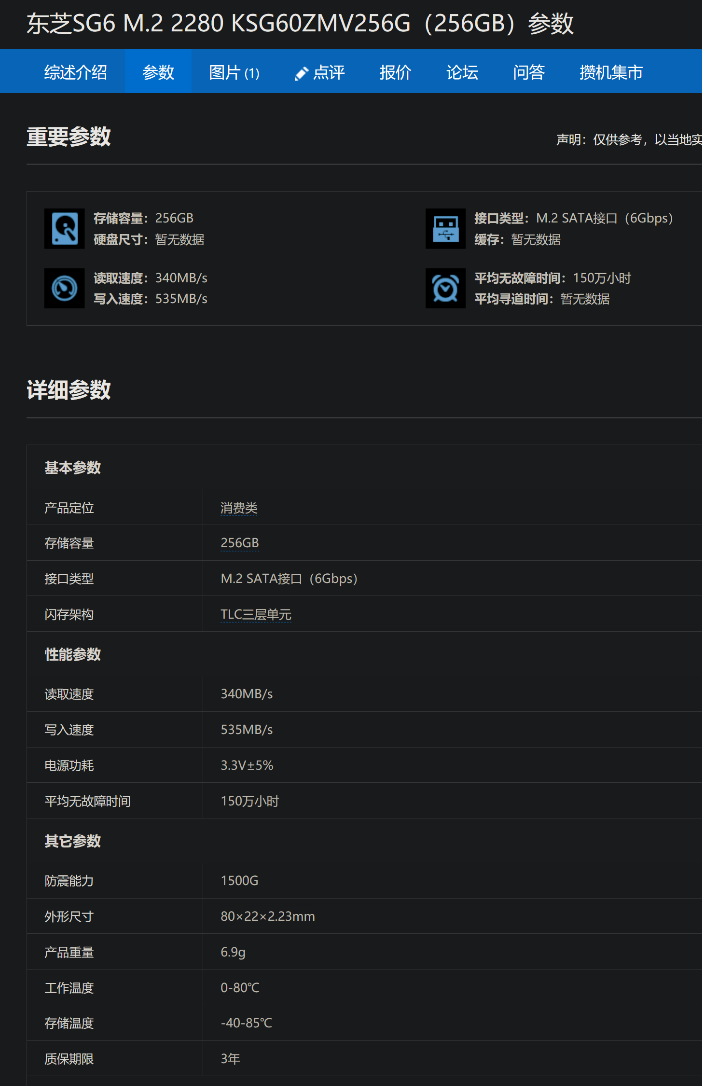 东芝SG6 M.2 2280 KSG60ZMV256G（256GB）参数
综述介绍 参数 图片 (1) 点评 报价 论坛 问答 攒机集市
重要参数
声明：仅供参考，以当地实
存储容量：256GB
硬盘尺寸：暂无数据
接口类型：M.2 SATA接口（6Gbps）
缓存：暂无数据
读取速度：340MB/s
写入速度：535MB/s
平均无故障时间：150万小时
平均寻道时间：暂无数据
详细参数
基本参数
产品定位 消费类
存储容量 256GB
接口类型 M.2 SATA接口（6Gbps）
闪存架构 TLC三层单元
性能参数
读取速度 340MB/s
写入速度 535MB/s
电源功耗 3.3V±5%
平均无故障时间 150万小时
其它参数
防震能力 1500G
外形尺寸 80×22×2.23mm
产品重量 6.9g
工作温度 0-80℃
存储温度 -40-85℃
质保期限 3年